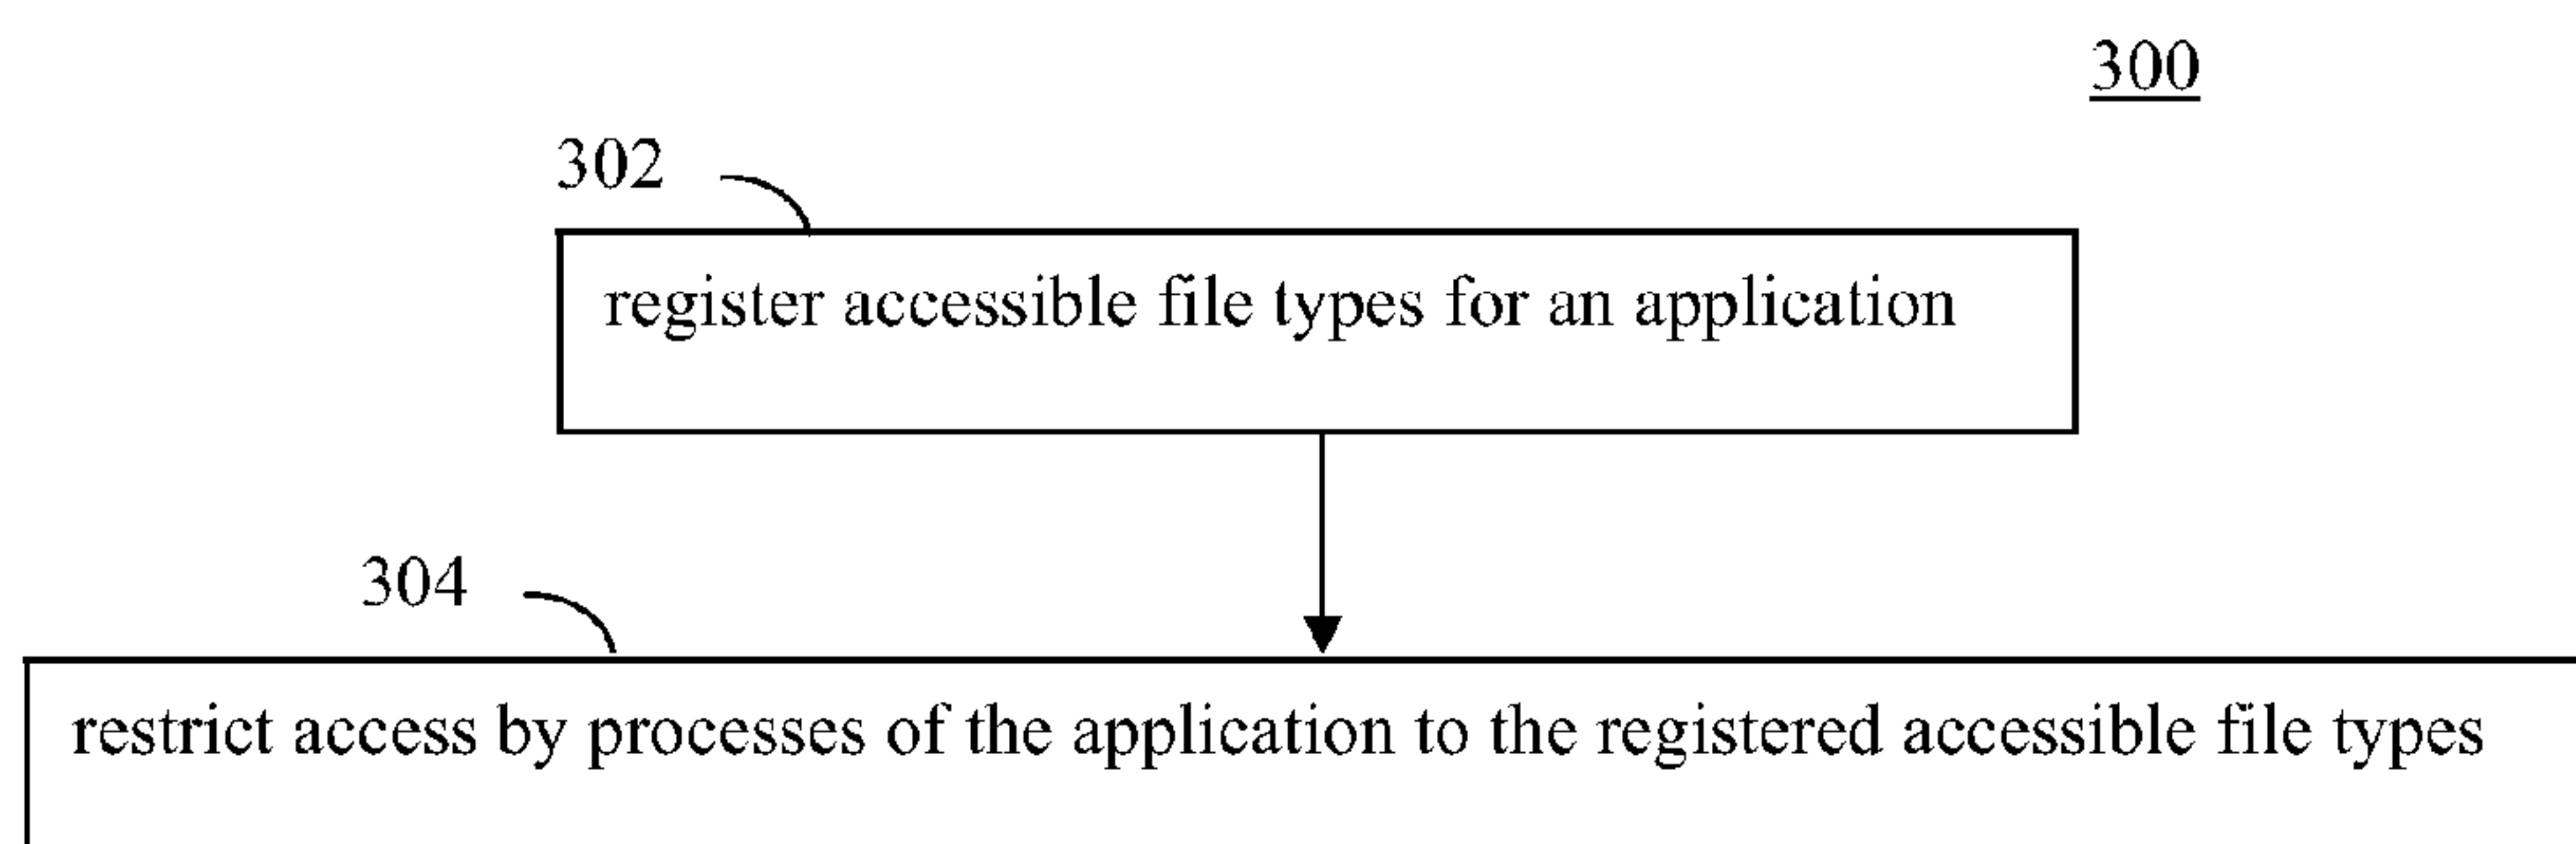 300
302
register accessible file types for an application
304
restrict access by processes of the application to the registered accessible file types